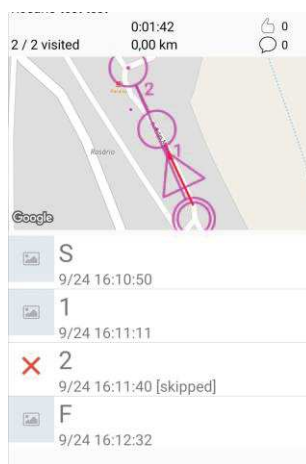 0:01:42
0
2 / 2 visited
0,00 km
0
2
Rosário
1
Google
S
9/24 16:10:50
1
9/24 16:11:11
2
9/24 16:11:40 [skipped]
F
9/24 16:12:32